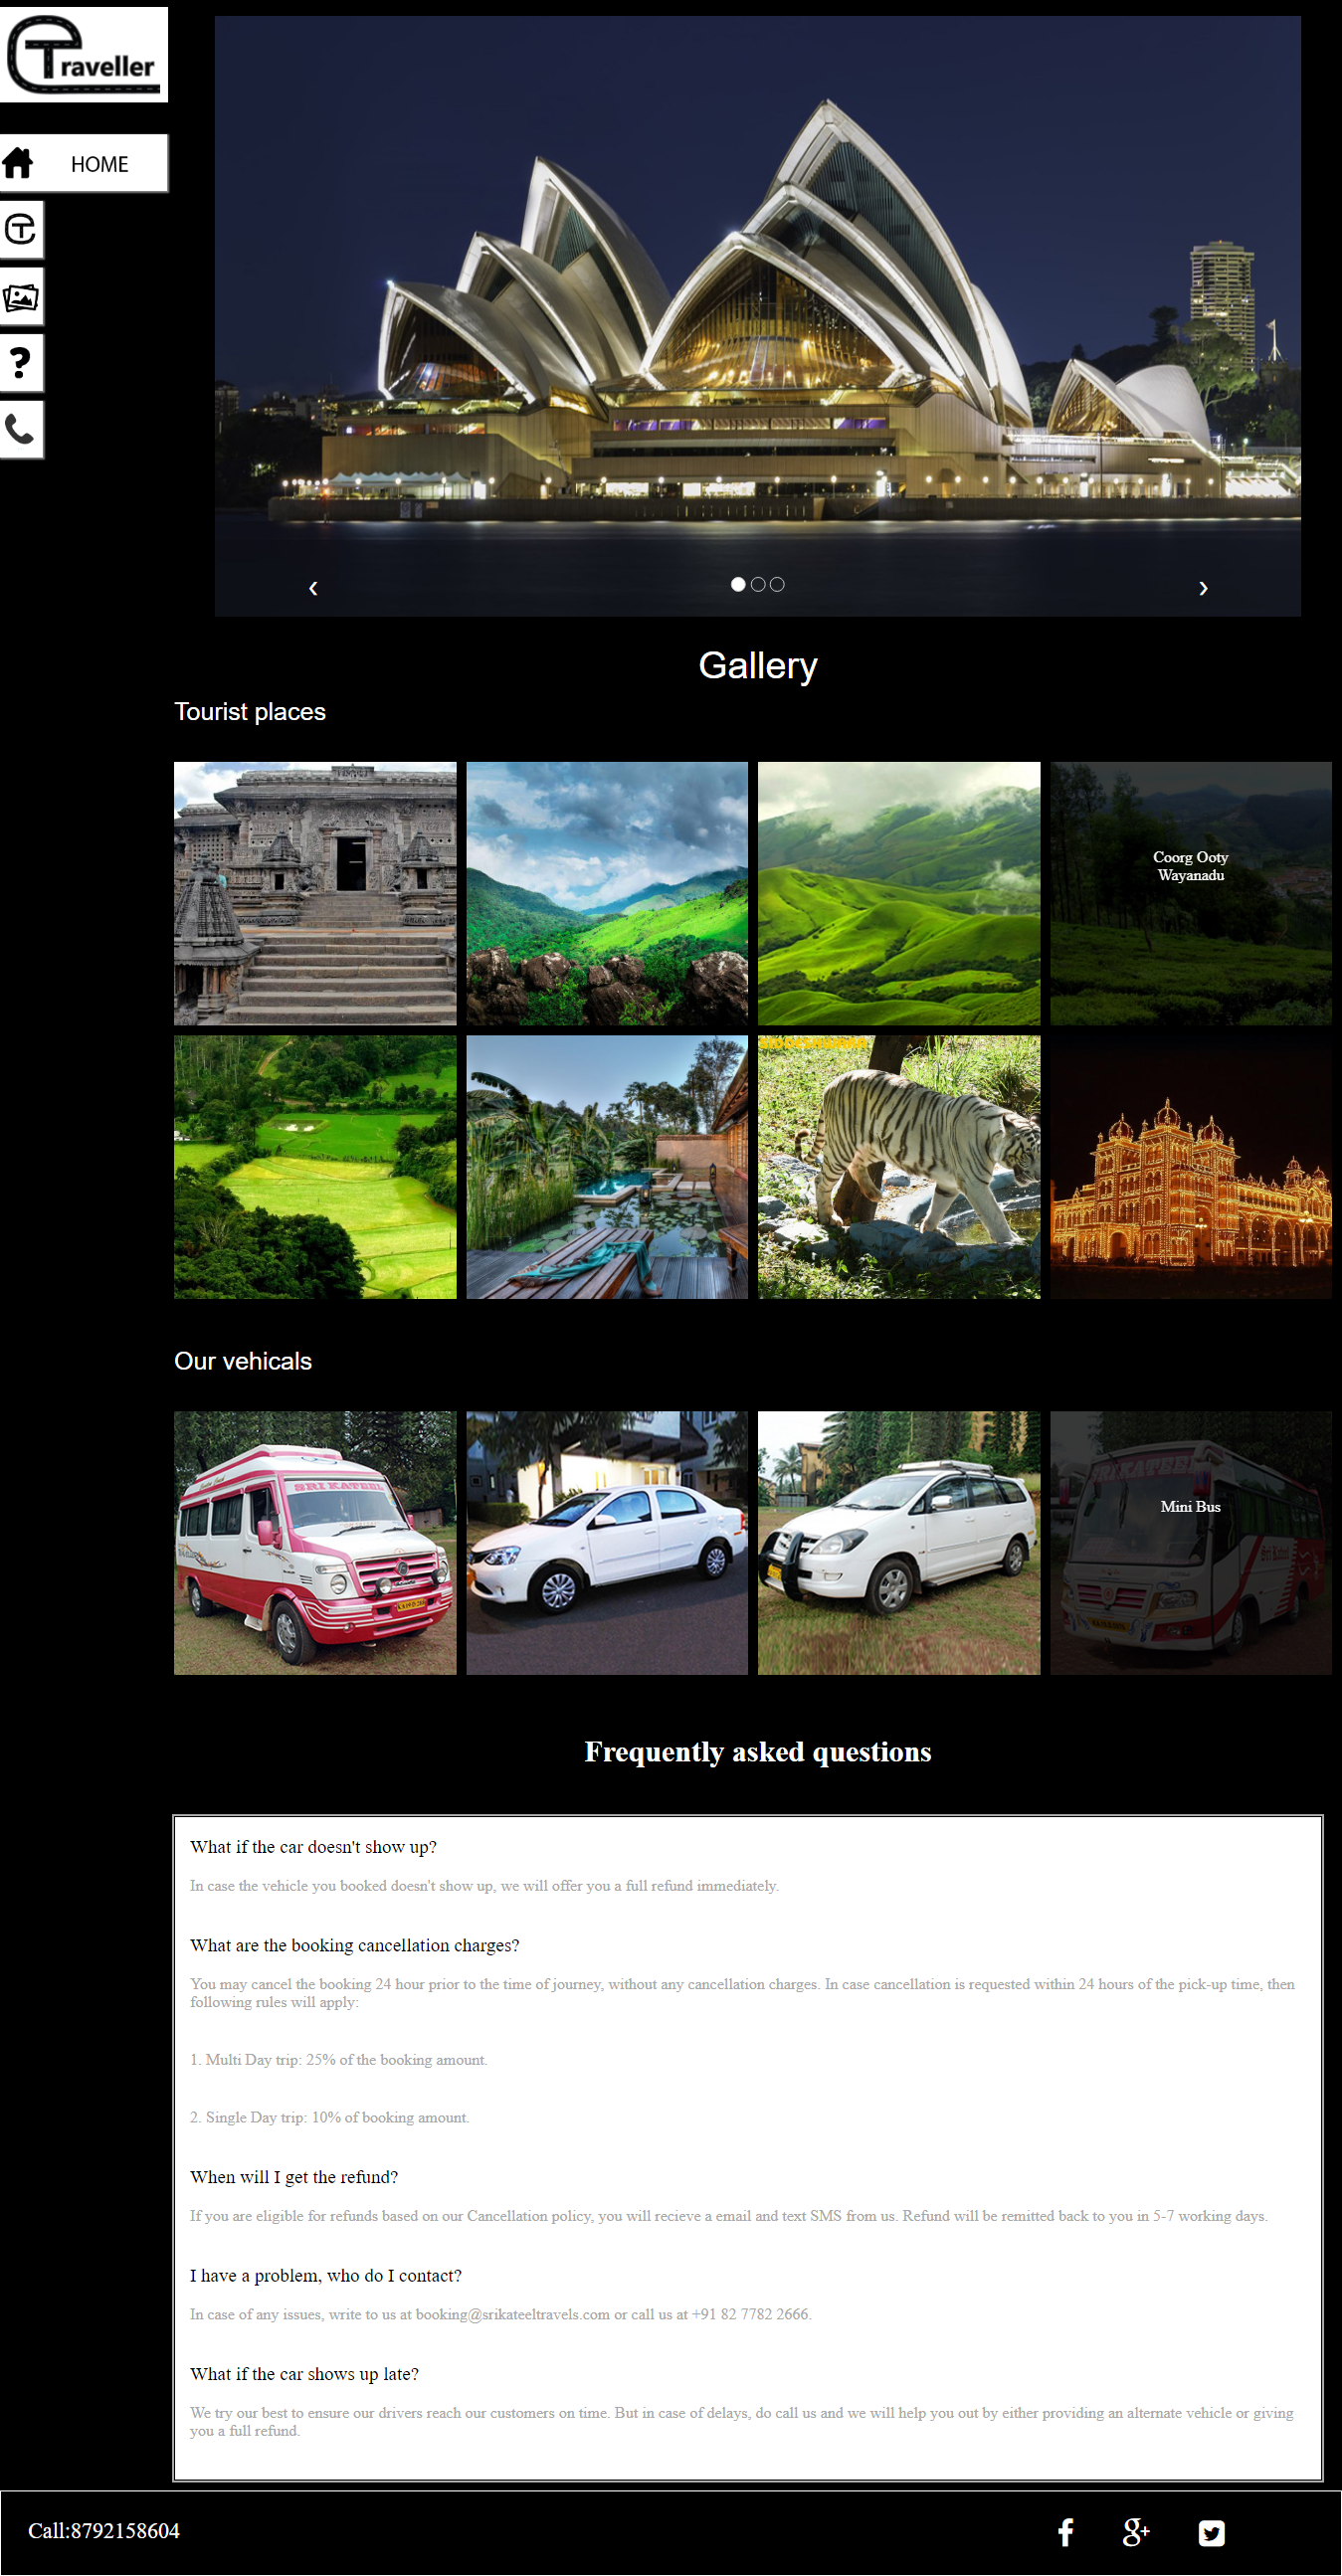 eTraveller
HOME
Gallery
Tourist places
Coorg Ooty
Wayanadu
Our vehicals
SRI KATEEL
SRI KATEEL
Mini Bus
Frequently asked questions
What if the car doesn't show up?
In case the vehicle you booked doesn't show up, we will offer you a full refund immediately.
What are the booking cancellation charges?
You may cancel the booking 24 hour prior to the time of journey, without any cancellation charges. In case cancellation is requested within 24 hours of the pick-up time, then
following rules will apply:
1. Multi Day trip: 25% of the booking amount.
2. Single Day trip: 10% of booking amount.
When will I get the refund?
If you are eligible for refunds based on our Cancellation policy, you will recieve a email and text SMS from us. Refund will be remitted back to you in 5-7 working days.
I have a problem, who do I contact?
In case of any issues, write to us at booking@srikateeltravels.com or call us at +91 82 7782 2666.
What if the car shows up late?
We try our best to ensure our drivers reach our customers on time. But in case of delays, do call us and we will help you out by either providing an alternate vehicle or giving
you a full refund.
Call:8792158604